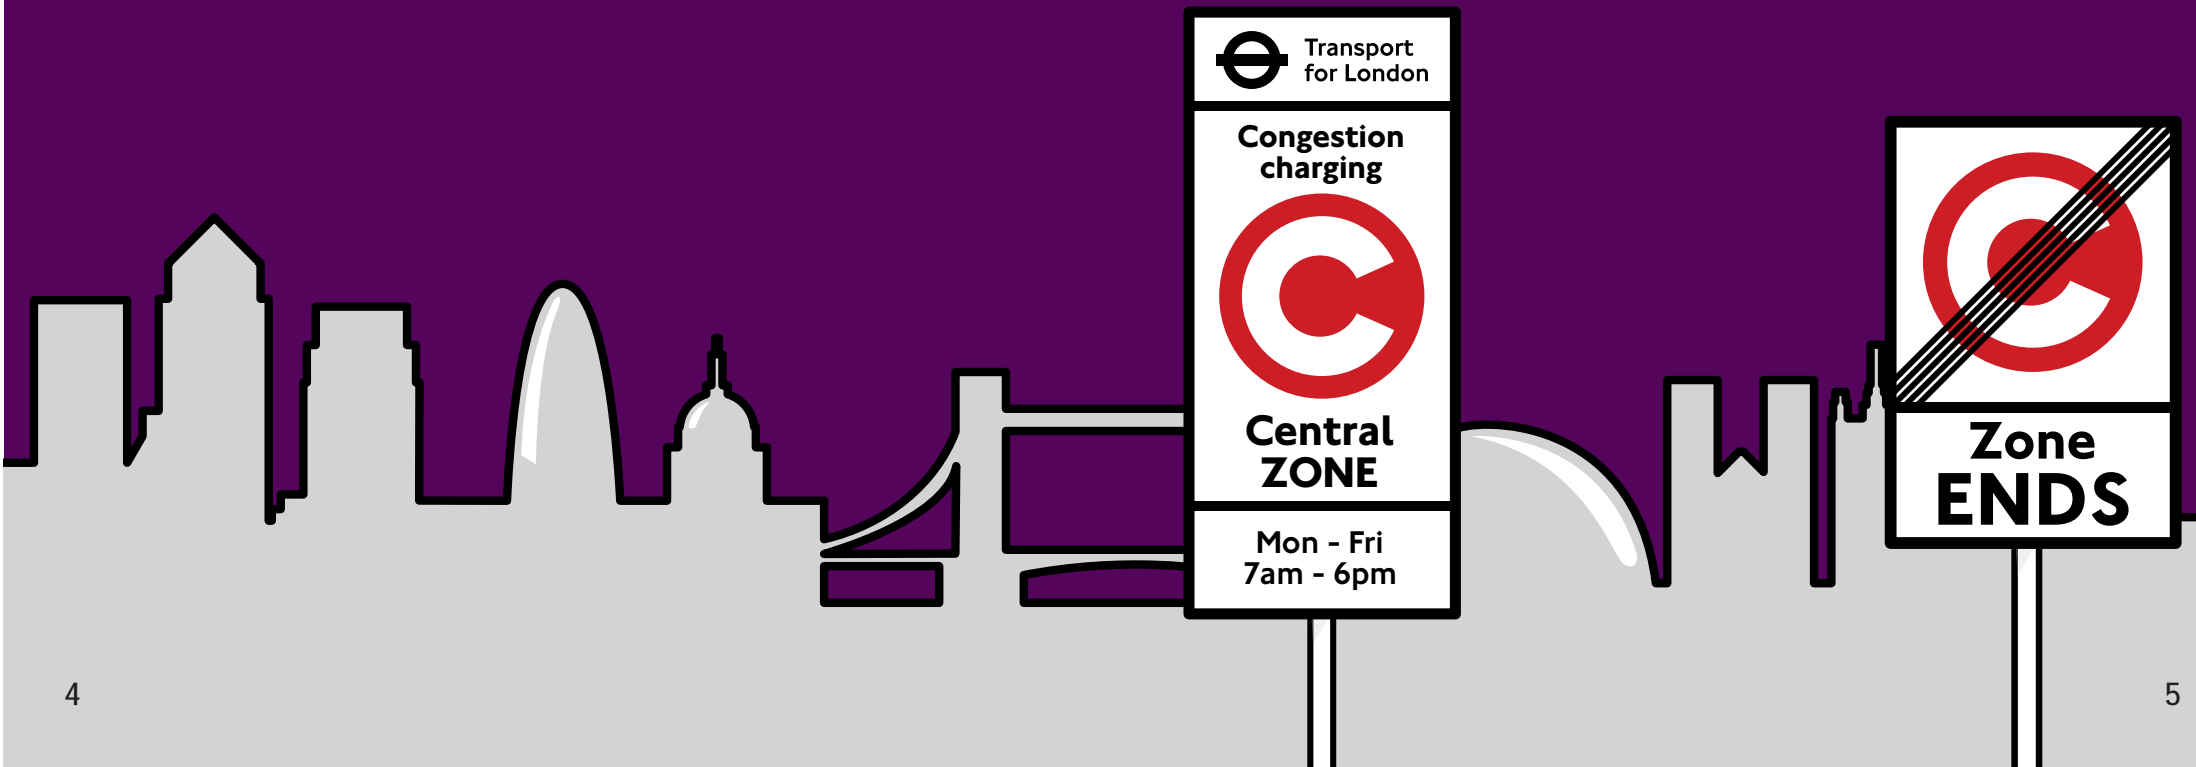 Transport
for London
Congestion
charging
C
Central
ZONE
Mon - Fri
7am - 6pm
C
Zone
ENDS
4
5